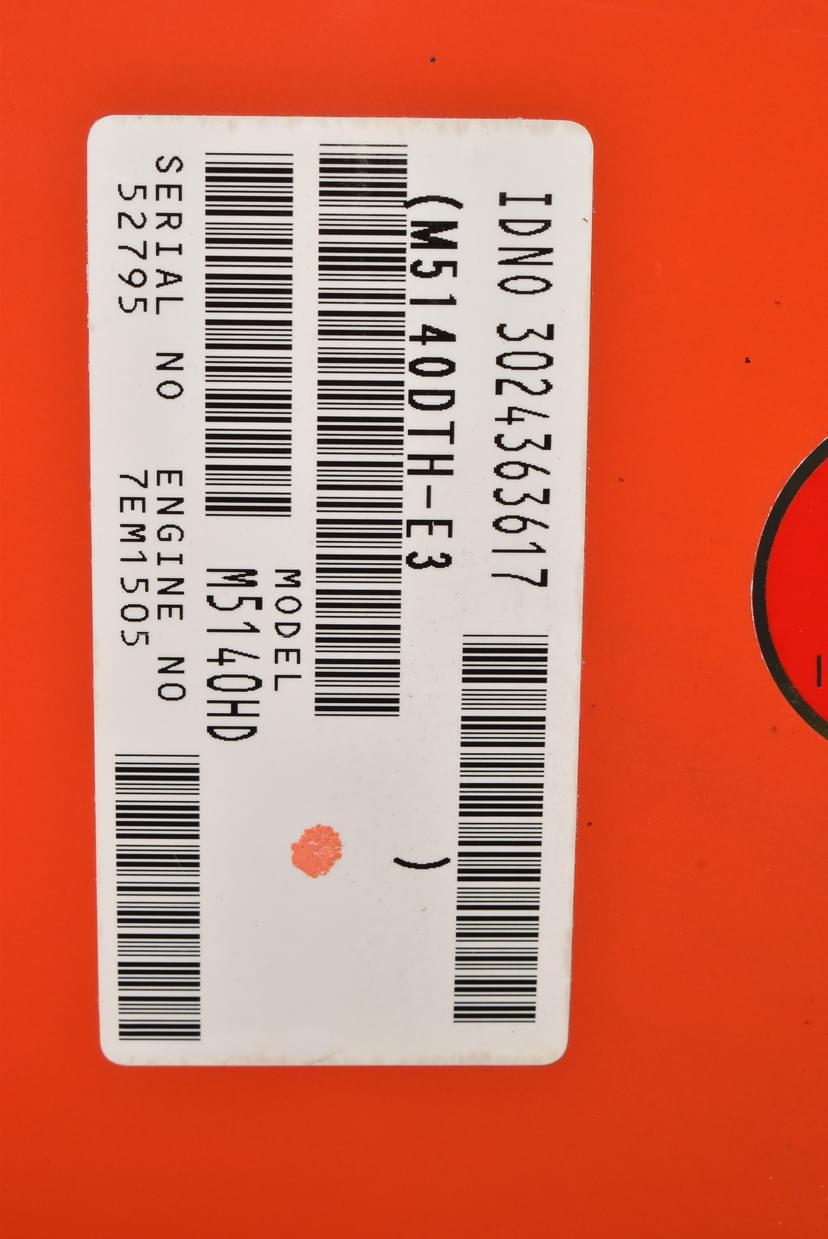 IDNO 3024363617
(M5140DTH-E3 )
MODEL
M5140HD
SERIAL NO ENGINE NO
52795 7EM1505